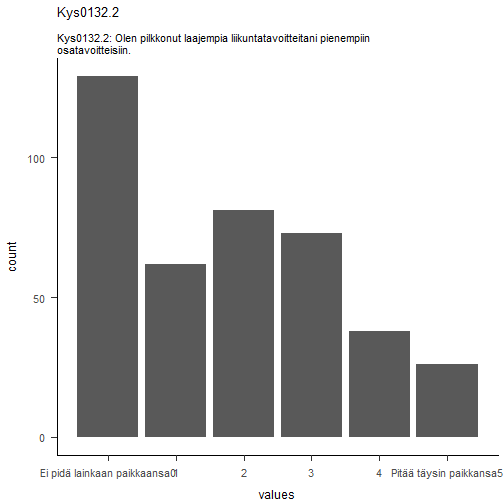 Kys0132.2
Kys0132.2: Olen pilkkonut laajempia liikuntatavoitteitani pienempiin
osatavoitteisiin.
100
50
0
count
Ei pidä lainkaan paikkaansa0 1 2 3 4 Pitää täysin paikkansa5
values